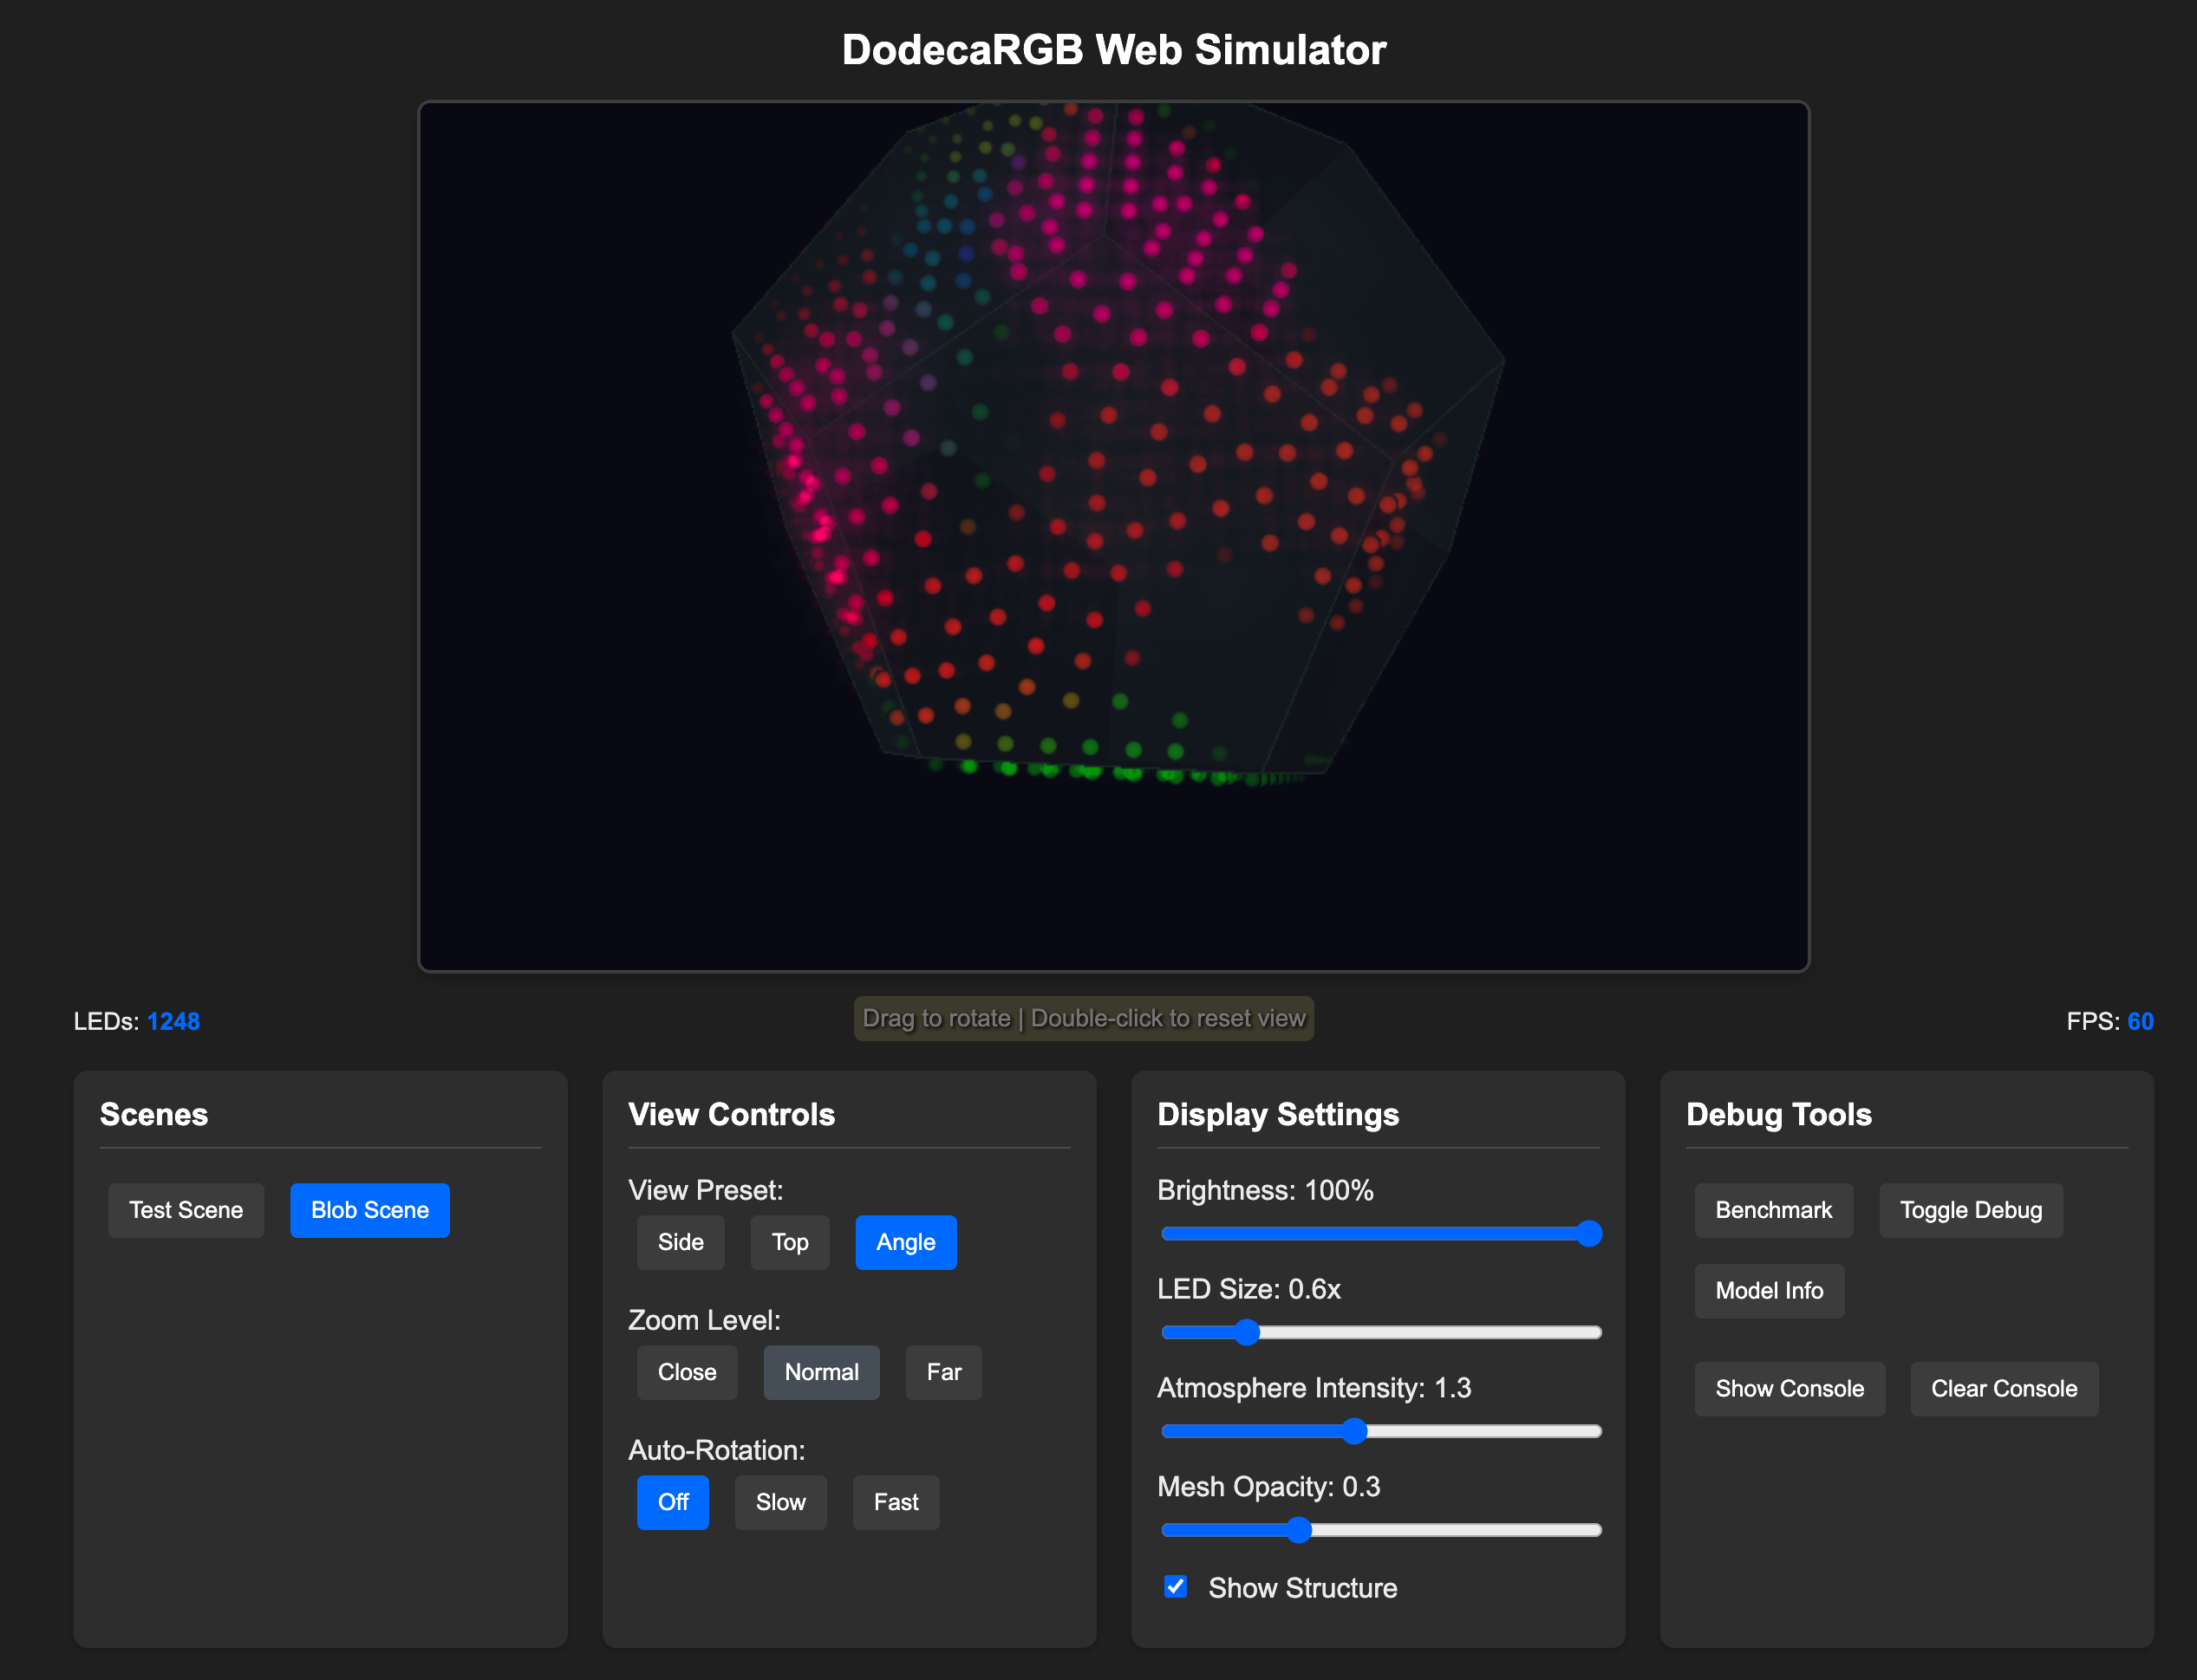 DodecaRGB Web Simulator
LEDs: 1248
Drag to rotate | Double-click to reset view
FPS: 60
Scenes
Test Scene
Blob Scene
View Controls
View Preset:
Side
Top
Angle
Zoom Level:
Close
Normal
Far
Auto-Rotation:
Off
Slow
Fast
Display Settings
Brightness: 100%
LED Size: 0.6x
Atmosphere Intensity: 1.3
Mesh Opacity: 0.3
Show Structure
Debug Tools
Benchmark
Toggle Debug
Model Info
Show Console
Clear Console